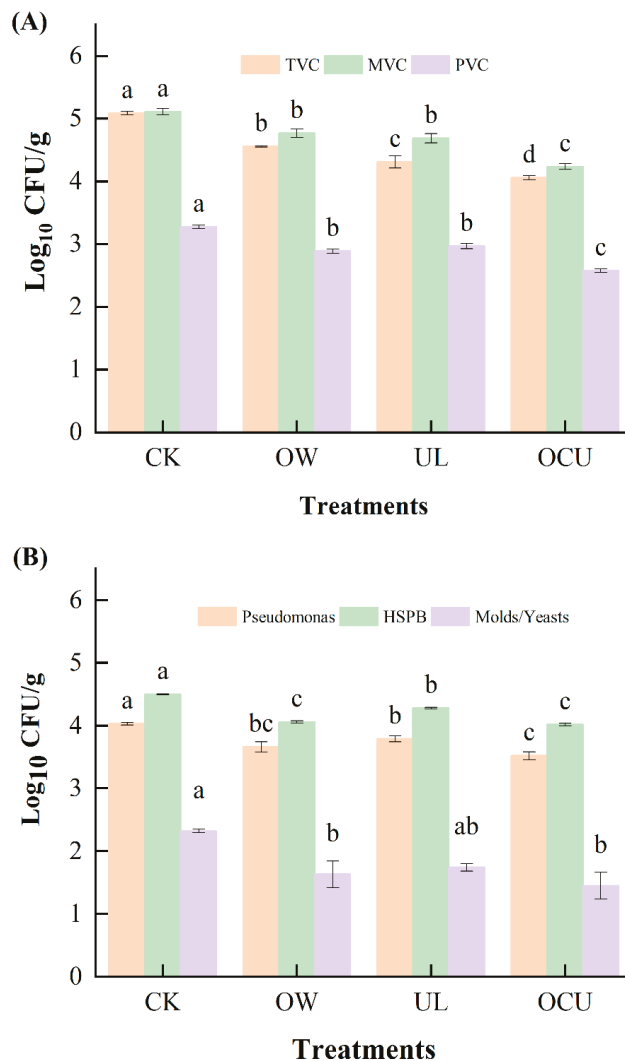 (A)
TVC MVC PVC
6
5
4
3
2
1
0
Log10 CFU/g
a a a
b b b
c b b
d c c
CK OW UL OCU
Treatments
(B)
Pseudomonas HSPB Molds/Yeasts
6
5
4
3
2
1
0
Log10 CFU/g
a a a
bc c b
b b ab
c c b
CK OW UL OCU
Treatments